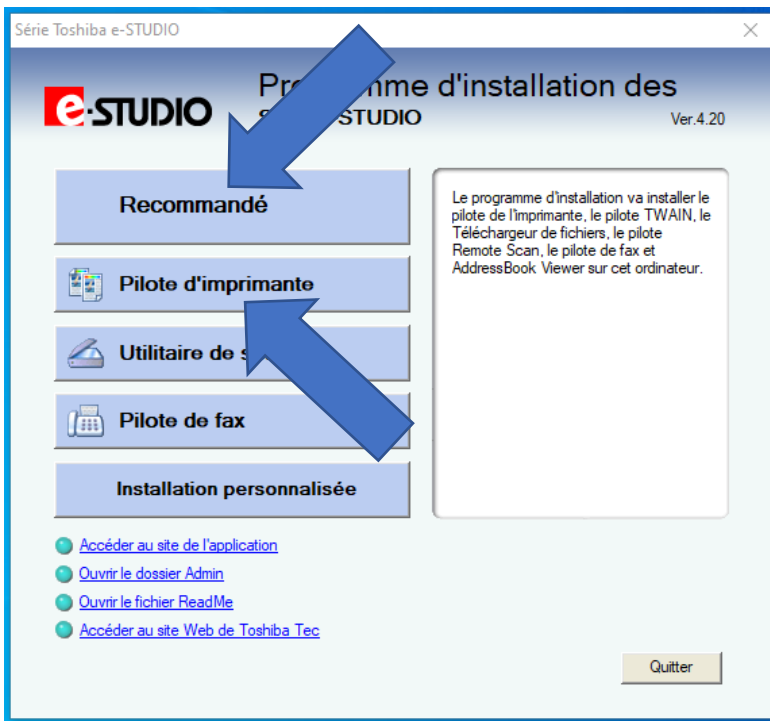 Série Toshiba e-STUDIO
e-STUDIO
d'installation des
STUDIO
Ver.4.20
Recommandé
Le programme d'installation va installer le
pilote de l'imprimante, le pilote TWAIN, le
Téléchargeur de fichiers, le pilote
Remote Scan, le pilote de fax et
AddressBook Viewer sur cet ordinateur.
Pilote d'imprimante
Utilitaire de
Pilote de fax
Installation personnalisée
Accéder au site de l'application
Ouvrir le dossier Admin
Ouvrir le fichier ReadMe
Accéder au site Web de Toshiba Tec
Quitter